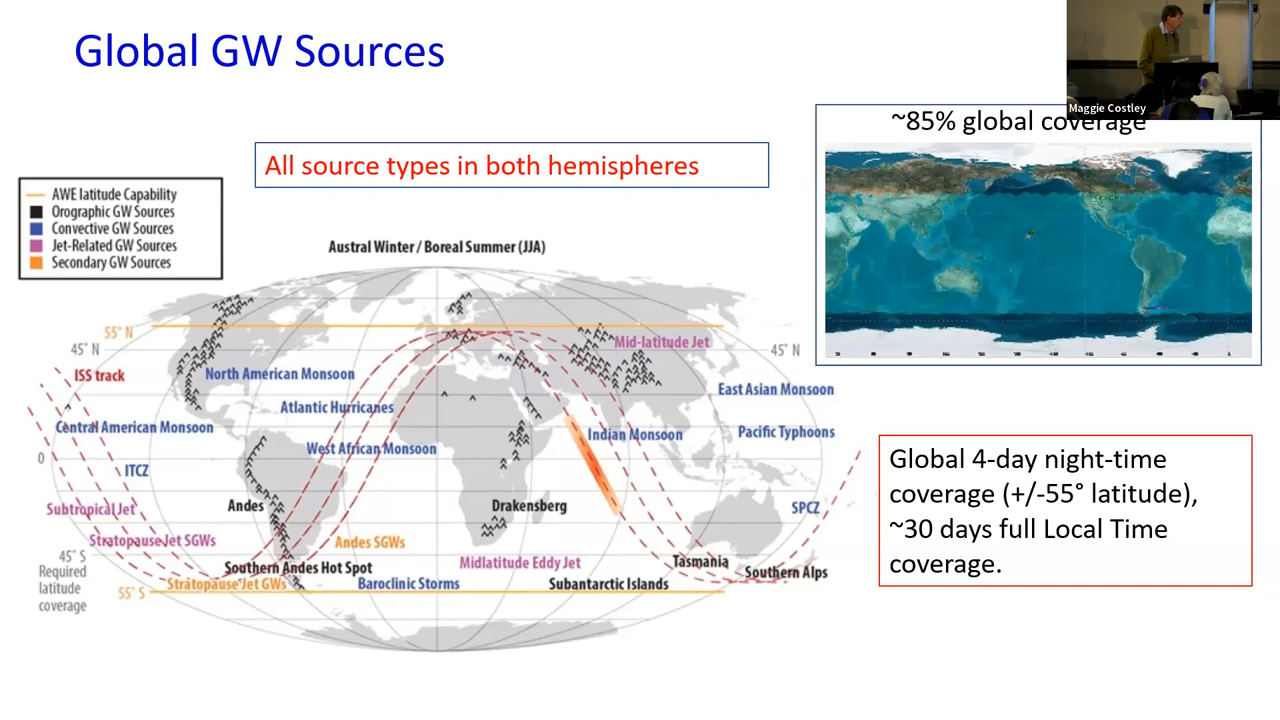 Global GW Sources
Maggie Costley
~85% global coverage
All source types in both hemispheres
AWE latitude Capability
Orographic GW Sources
Convective GW Sources
Jet-Related GW Sources
Secondary GW Sources
Austral Winter / Boreal Summer (JJA)
55° N
45° N
Mid-latitude Jet
45° N
ISS track
North American Monsoon
East Asian Monsoon
Atlantic Hurricanes
Central American Monsoon
Indian Monsoon
Pacific Typhoons
West African Monsoon
0
ITCZ
Subtropical Jet
Andes
Drakensberg
SPCZ
Stratopause Jet SGWs
Andes SGWs
45° S
Required
latitude
coverage
Southern Andes Hot Spot
Midlatitude Eddy Jet
Tasmania
Southern Alps
Stratopause Jet GWs
Baroclinic Storms
Subantarctic Islands
55° S
Global 4-day night-time
coverage (+/-55° latitude),
~30 days full Local Time
coverage.